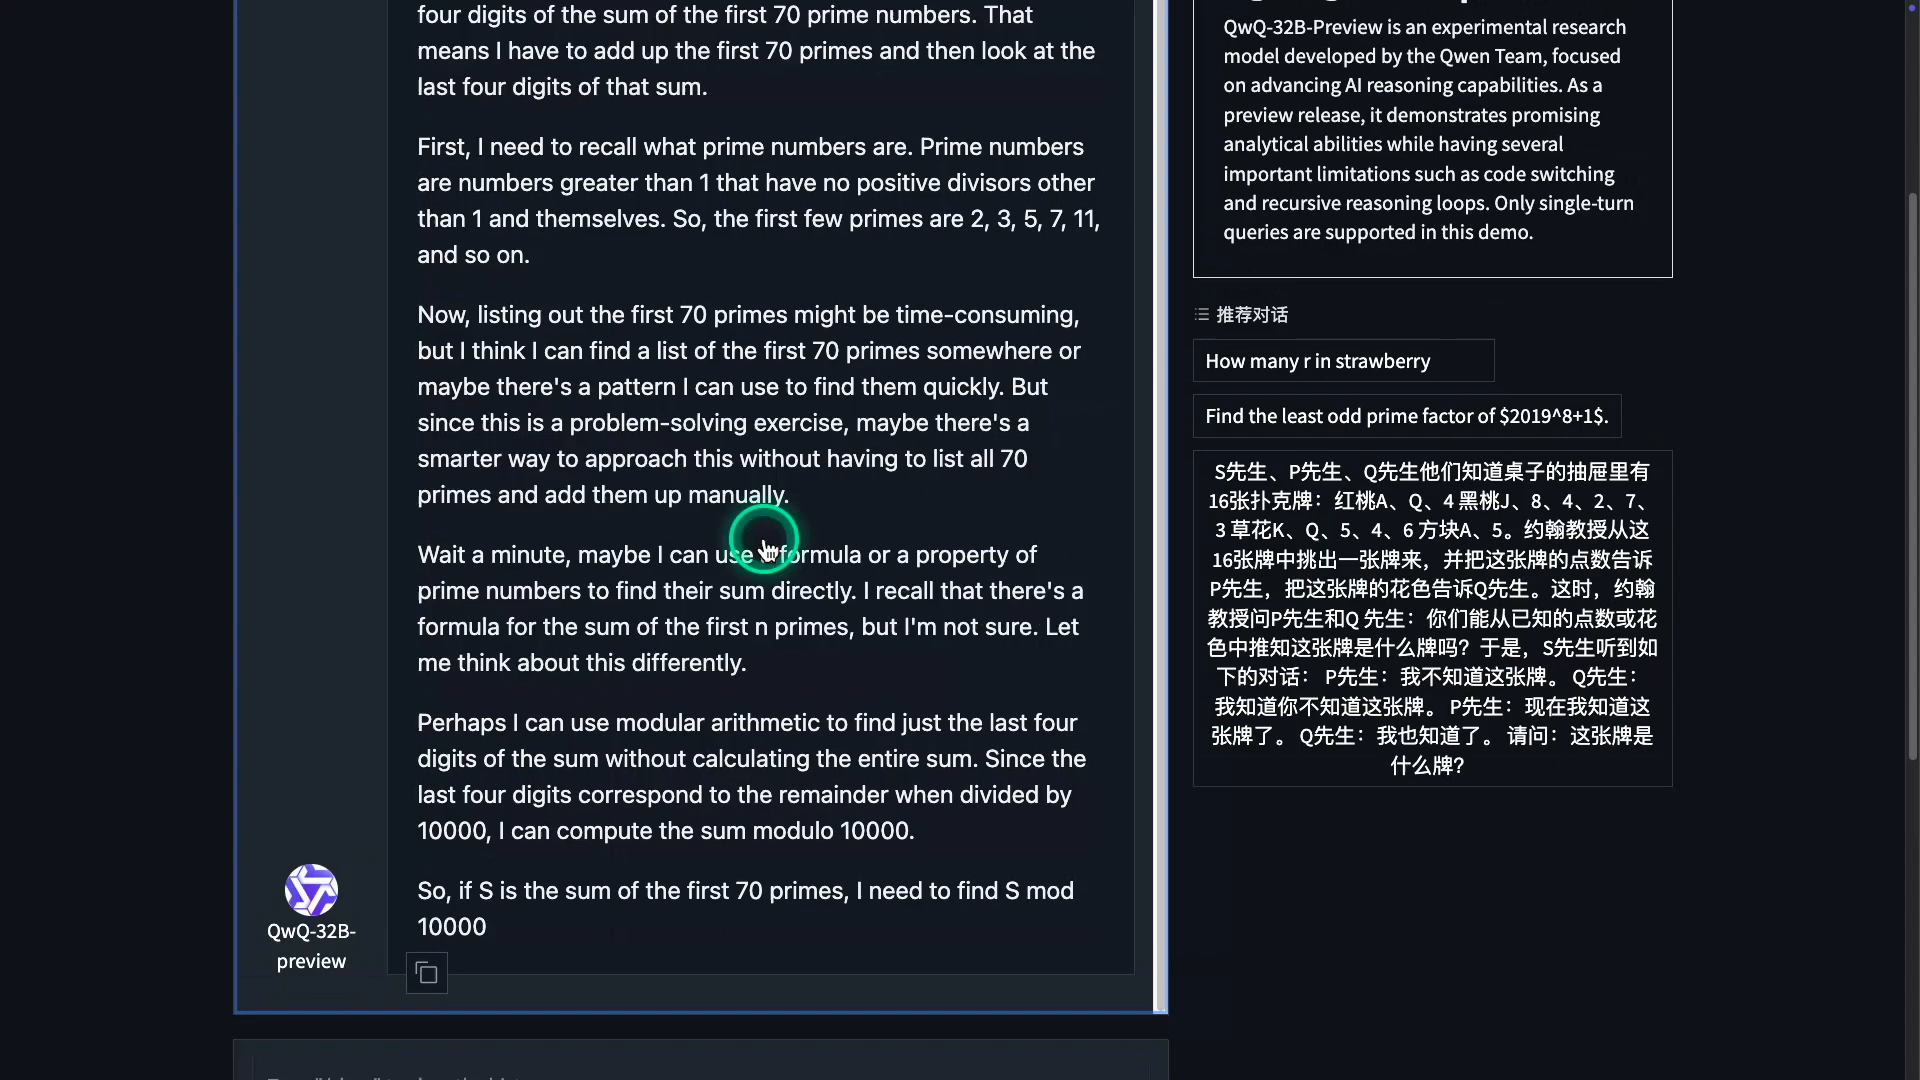 four digits of the sum of the first 70 prime numbers. That
means I have to add up the first 70 primes and then look at the
last four digits of that sum.
First, I need to recall what prime numbers are. Prime numbers
are numbers greater than 1 that have no positive divisors other
than 1 and themselves. So, the first few primes are 2, 3, 5, 7, 11,
and so on.
Now, listing out the first 70 primes might be time-consuming,
but I think I can find a list of the first 70 primes somewhere or
maybe there's a pattern I can use to find them quickly. But
since this is a problem-solving exercise, maybe there's a
smarter way to approach this without having to list all 70
primes and add them up manually.
Wait a minute, maybe I can use formula or a property of
prime numbers to find their sum directly. I recall that there's a
formula for the sum of the first n primes, but I'm not sure. Let
me think about this differently.
Perhaps I can use modular arithmetic to find just the last four
digits of the sum without calculating the entire sum. Since the
last four digits correspond to the remainder when divided by
10000, I can compute the sum modulo 10000.
So, if S is the sum of the first 70 primes, I need to find S mod
10000
QwQ-32B-
preview
QwQ-32B-Preview is an experimental research
model developed by the Qwen Team, focused
on advancing AI reasoning capabilities. As a
preview release, it demonstrates promising
analytical abilities while having several
important limitations such as code switching
and recursive reasoning loops. Only single-turn
queries are supported in this demo.
推荐对话
How many r in strawberry
Find the least odd prime factor of $2019^8+1$.
S先生、P先生、Q先生他们知道桌子的抽屉里有
16张扑克牌：红桃A、Q、4 黑桃J、8、4、2、7、
3 草花K、Q、5、4、6 方块A、5。约翰教授从这
16张牌中挑出一张牌来，并把这张牌的点数告诉
P先生，把这张牌的花色告诉Q先生。这时，约翰
教授问P先生和Q 先生：你们能从已知的点数或花
色中推知这张牌是什么牌吗？于是，S先生听到如
下的对话： P先生：我不知道这张牌。 Q先生：
我知道你不知道这张牌。 P先生：现在我知道这
张牌了。 Q先生：我也知道了。 请问：这张牌是
什么牌？